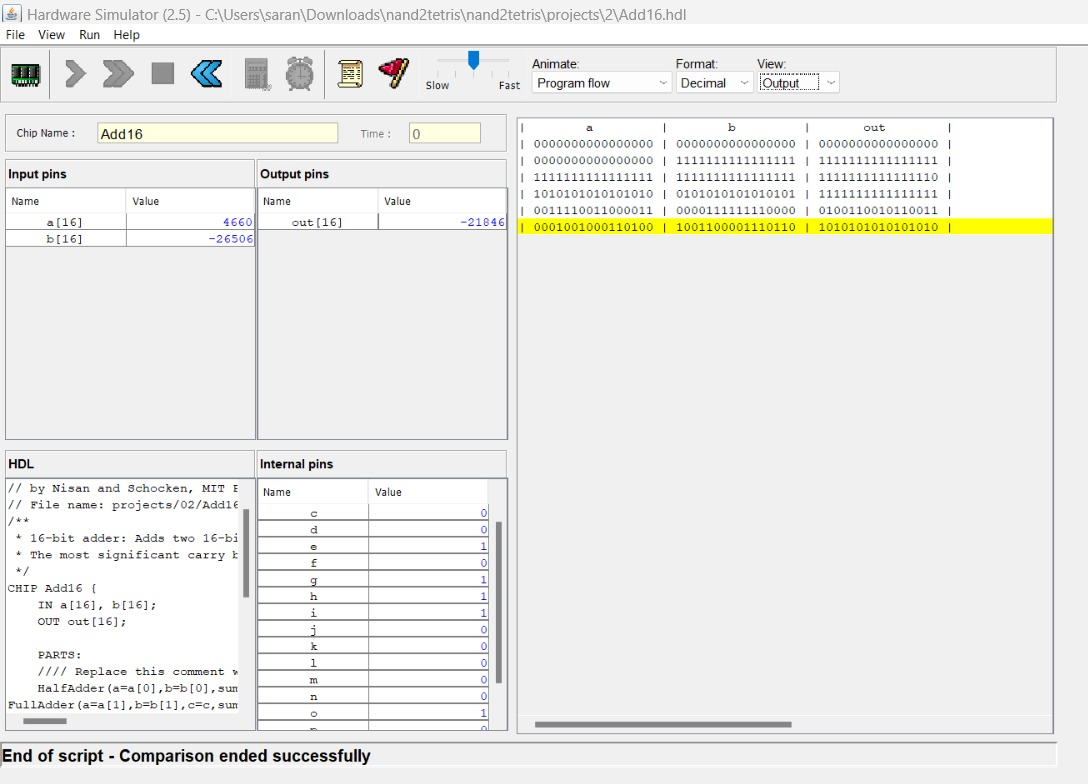 Hardware Simulator (2.5) - C:\Users\saran\Downloads\nand2tetris\nand2tetris\projects\2\Add16.hdl
File View Run Help
Slow Fast
Animate: Format: View:
Program flow Decimal Output
Chip Name : Add16 Time : 0
Input pins
Name Value
a[16] 4660
b[16] -26506
Output pins
Name Value
out[16] -21846
HDL
// by Nisan and Schocken, MIT
// File name: projects/02/Add16
/**
* 16-bit adder: Adds two 16-bi
* The most significant carry b
*/
CHIP Add16 {
IN a[16], b[16];
OUT out[16];
PARTS:
//// Replace this comment w
HalfAdder(a=a[0],b=b[0],sum
FullAdder(a=a[1],b=b[1],c=c,sum
Internal pins
Name Value
c 0
d 0
e 1
f 0
g 1
h 1
i 1
j 0
k 0
l 0
m 0
n 0
o 1
| a | b | out |
| 0000000000000000 | 0000000000000000 | 0000000000000000 |
| 0000000000000000 | 1111111111111111 | 1111111111111111 |
| 1111111111111111 | 1111111111111111 | 1111111111111110 |
| 1010101010101010 | 0101010101010101 | 1111111111111111 |
| 0011110011000011 | 0000111111110000 | 0100110010110011 |
| 0001001000110100 | 1001100001110110 | 1010101010101010 |
End of script - Comparison ended successfully